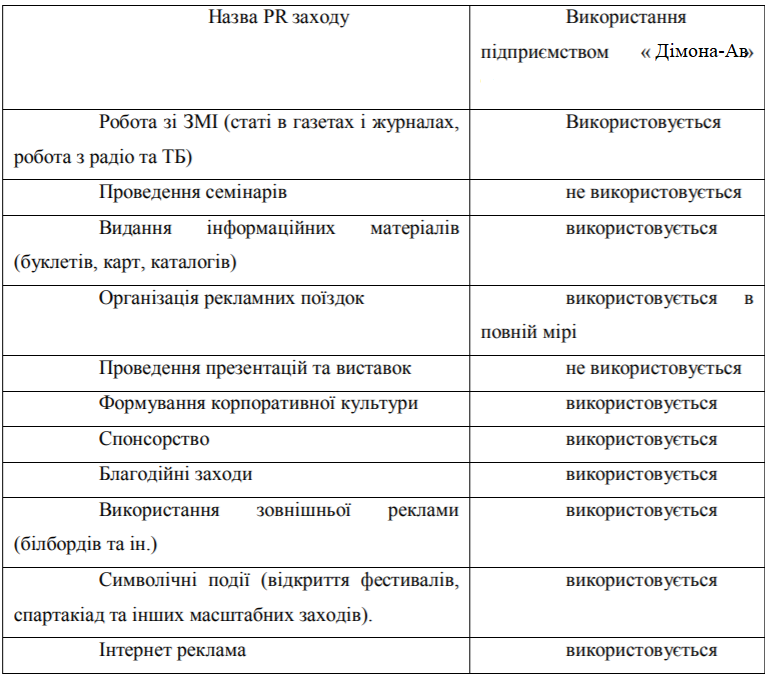 Назва PR заходу
Використання
підприємством « Дімона-Ав»
Робота зі ЗМІ (статі в газетах і журналах,
робота з радіо та ТБ)
Використовується
Проведення семінарів
не використовується
Видання інформаційних матеріалів
(буклетів, карт, каталогів)
використовується
Організація рекламних поїздок
використовується в
повній мірі
Проведення презентацій та виставок
не використовується
Формування корпоративної культури
використовується
Спонсорство
використовується
Благодійні заходи
використовується
Використання зовнішньої реклами
(білбордів та ін.)
використовується
Символічні події (відкриття фестивалів,
спартакіад та інших масштабних заходів).
використовується
Інтернет реклама
використовується